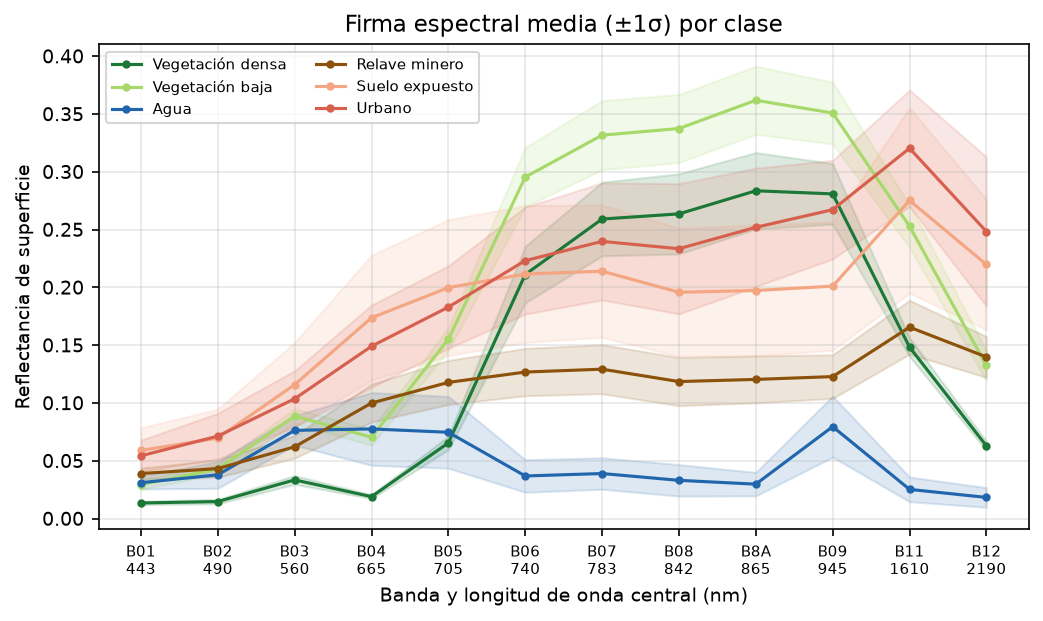 Firma espectral media (±1σ) por clase
Vegetación densa
Vegetación baja
Agua
Relave minero
Suelo expuesto
Urbano
Reflectancia de superficie
0.40
0.35
0.30
0.25
0.20
0.15
0.10
0.05
0.00
B01 B02 B03 B04 B05 B06 B07 B08 B8A B09 B11 B12
443 490 560 665 705 740 783 842 865 945 1610 2190
Banda y longitud de onda central (nm)